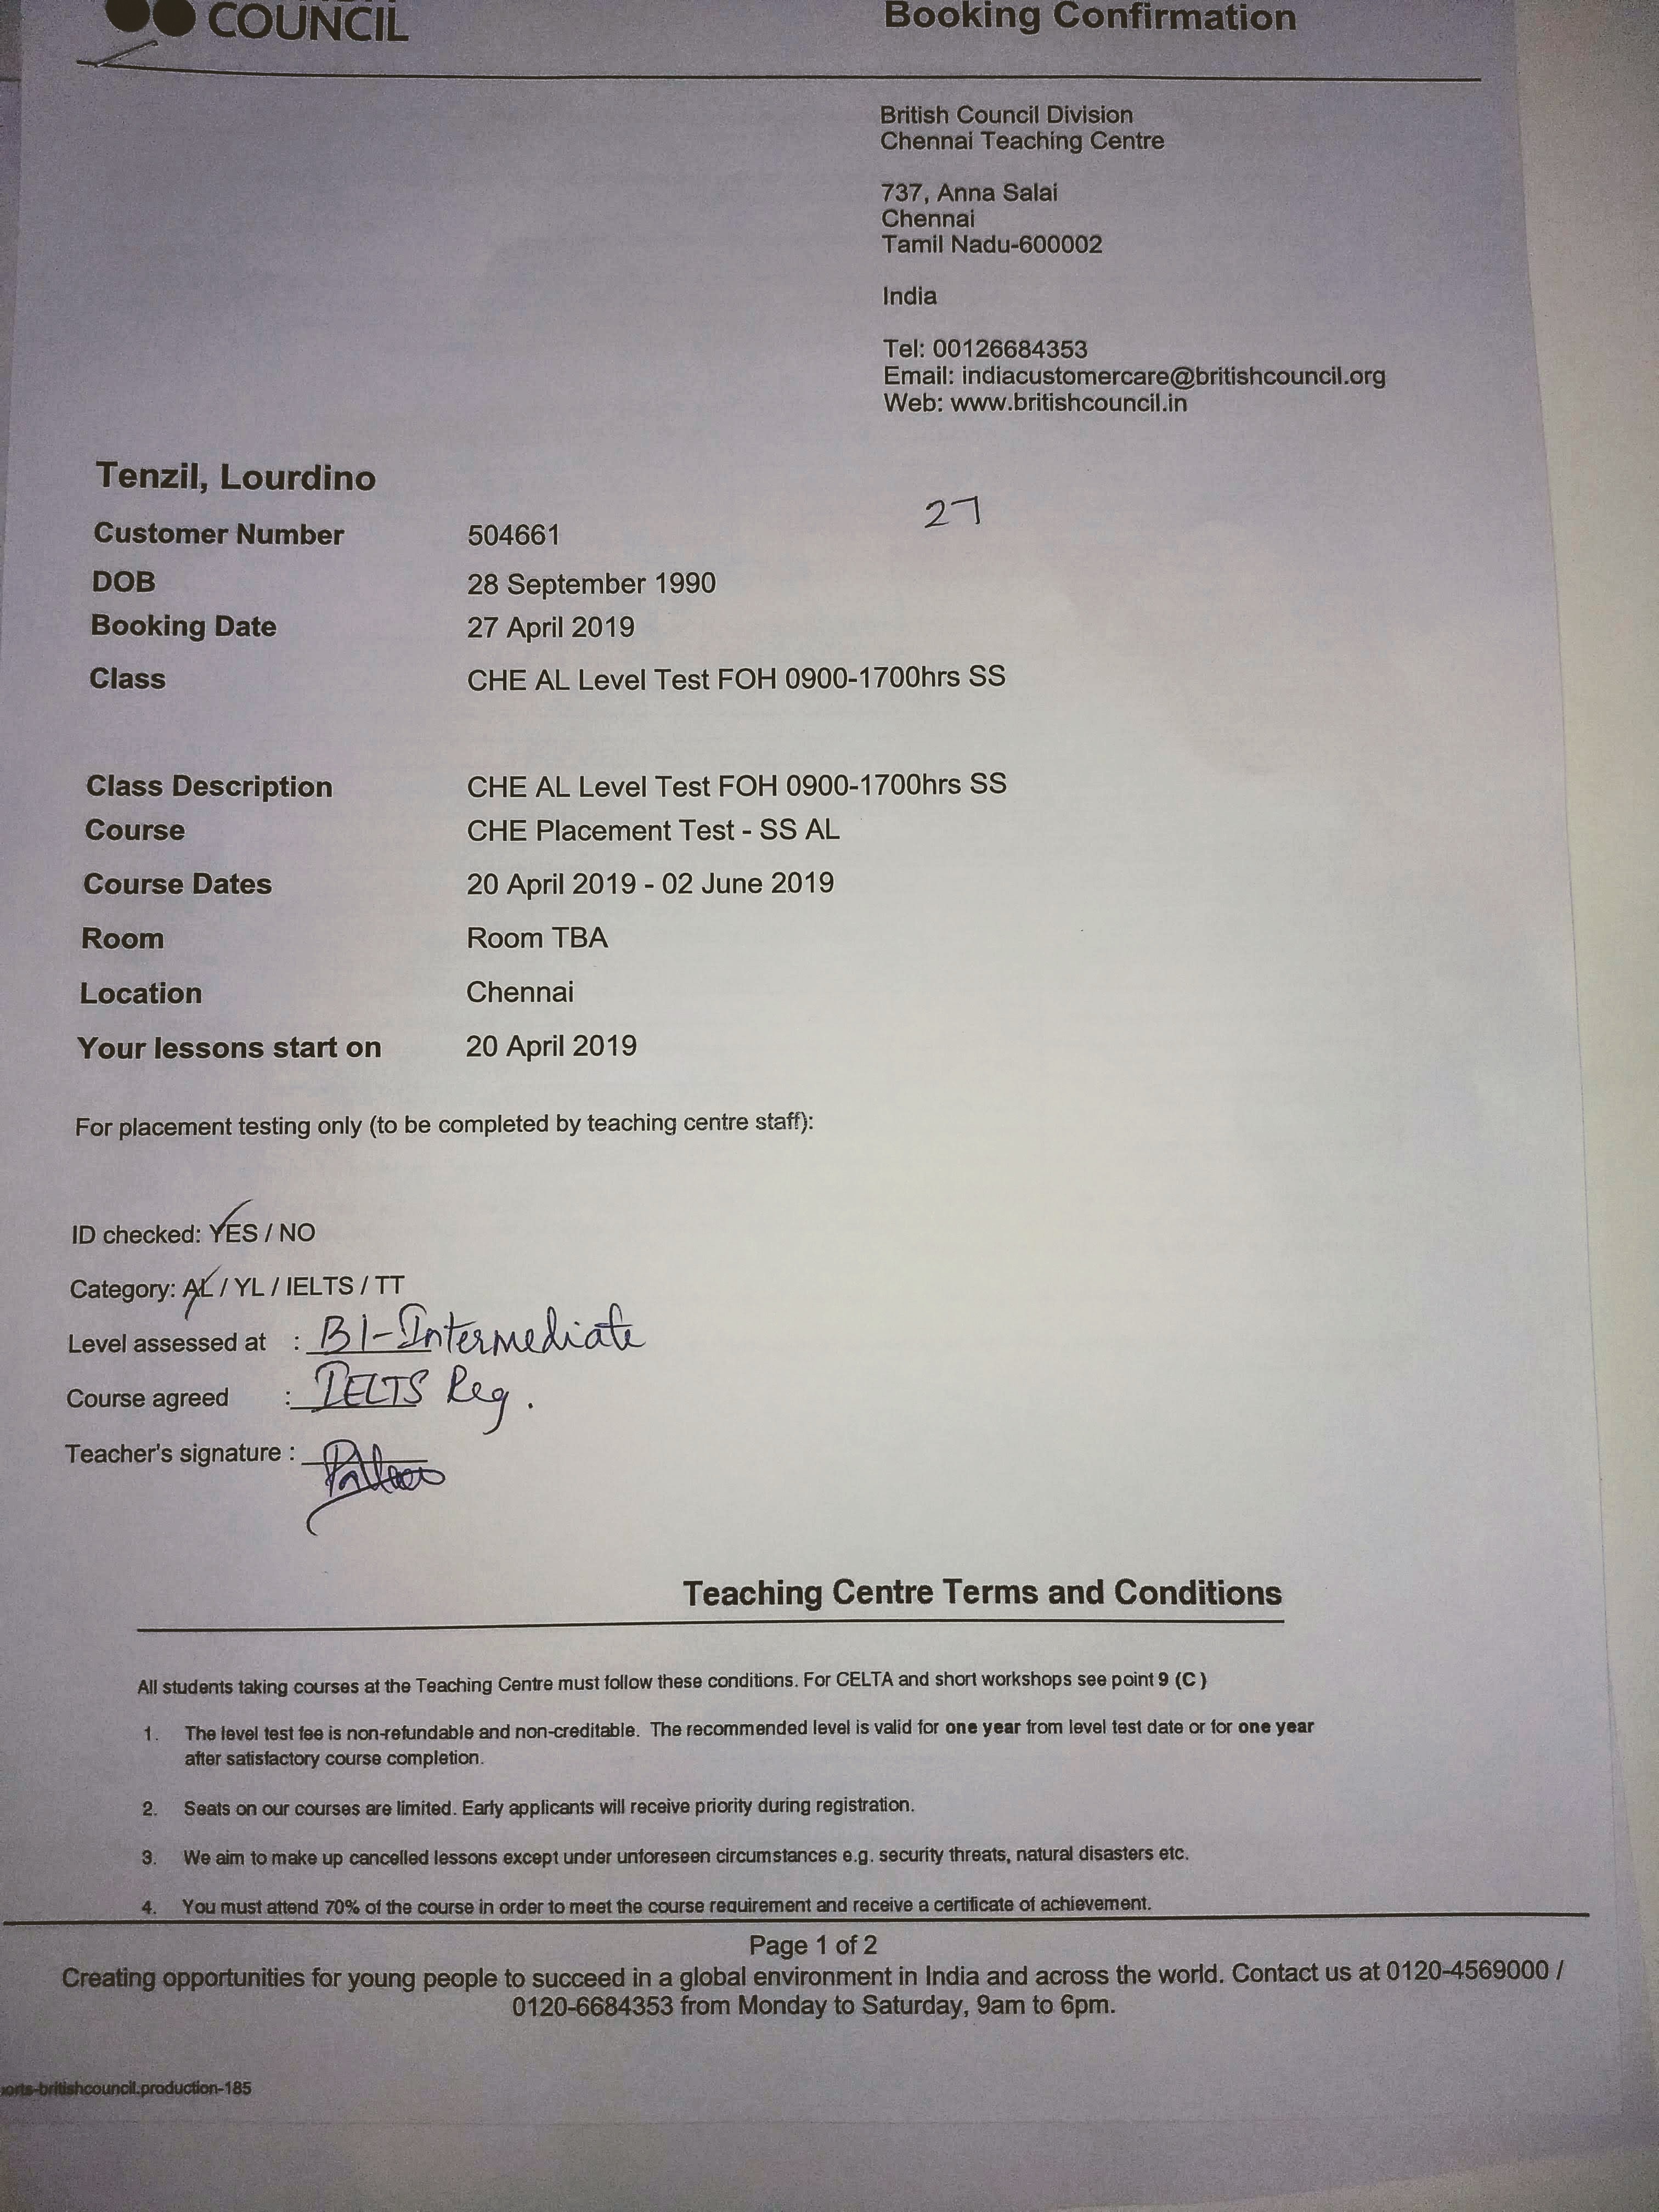 COUNCIL
Booking Confirmation
British Council Division
Chennai Teaching Centre
737, Anna Salai
Chennai
Tamil Nadu-600002
India
Tel: 00126684353
Email: indiacustomercare@britishcouncil.org
Web: www.britishcouncil.in
Tenzil, Lourdino
27
Customer Number 504661
DOB 28 September 1990
Booking Date 27 April 2019
Class CHE AL Level Test FOH 0900-1700hrs SS
Class Description CHE AL Level Test FOH 0900-1700hrs SS
Course CHE Placement Test - SS AL
Course Dates 20 April 2019 - 02 June 2019
Room Room TBA
Location Chennai
Your lessons start on 20 April 2019
For placement testing only (to be completed by teaching centre staff):
ID checked: YES / NO
Category: AL / YL / IELTS / TT
Level assessed at : B1-Intermediate
Course agreed : IELTS Reg.
Teacher's signature :
Teaching Centre Terms and Conditions
All students taking courses at the Teaching Centre must follow these conditions. For CELTA and short workshops see point 9 (C )
1. The level test fee is non-refundable and non-creditable. The recommended level is valid for one year from level test date or for one year
after satisfactory course completion.
2. Seats on our courses are limited. Early applicants will receive priority during registration.
3. We aim to make up cancelled lessons except under unforeseen circumstances e.g. security threats, natural disasters etc.
4. You must attend 70% of the course in order to meet the course requirement and receive a certificate of achievement.
Page 1 of 2
Creating opportunities for young people to succeed in a global environment in India and across the world. Contact us at 0120-4569000 /
0120-6684353 from Monday to Saturday, 9am to 6pm.
orts-britishcouncil.production-185